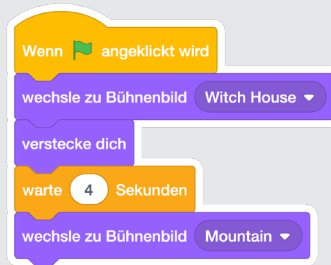 Wenn angeklickt wird
wechsle zu Bühnenbild Witch House
verstecke dich
warte 4 Sekunden
wechsle zu Bühnenbild Mountain